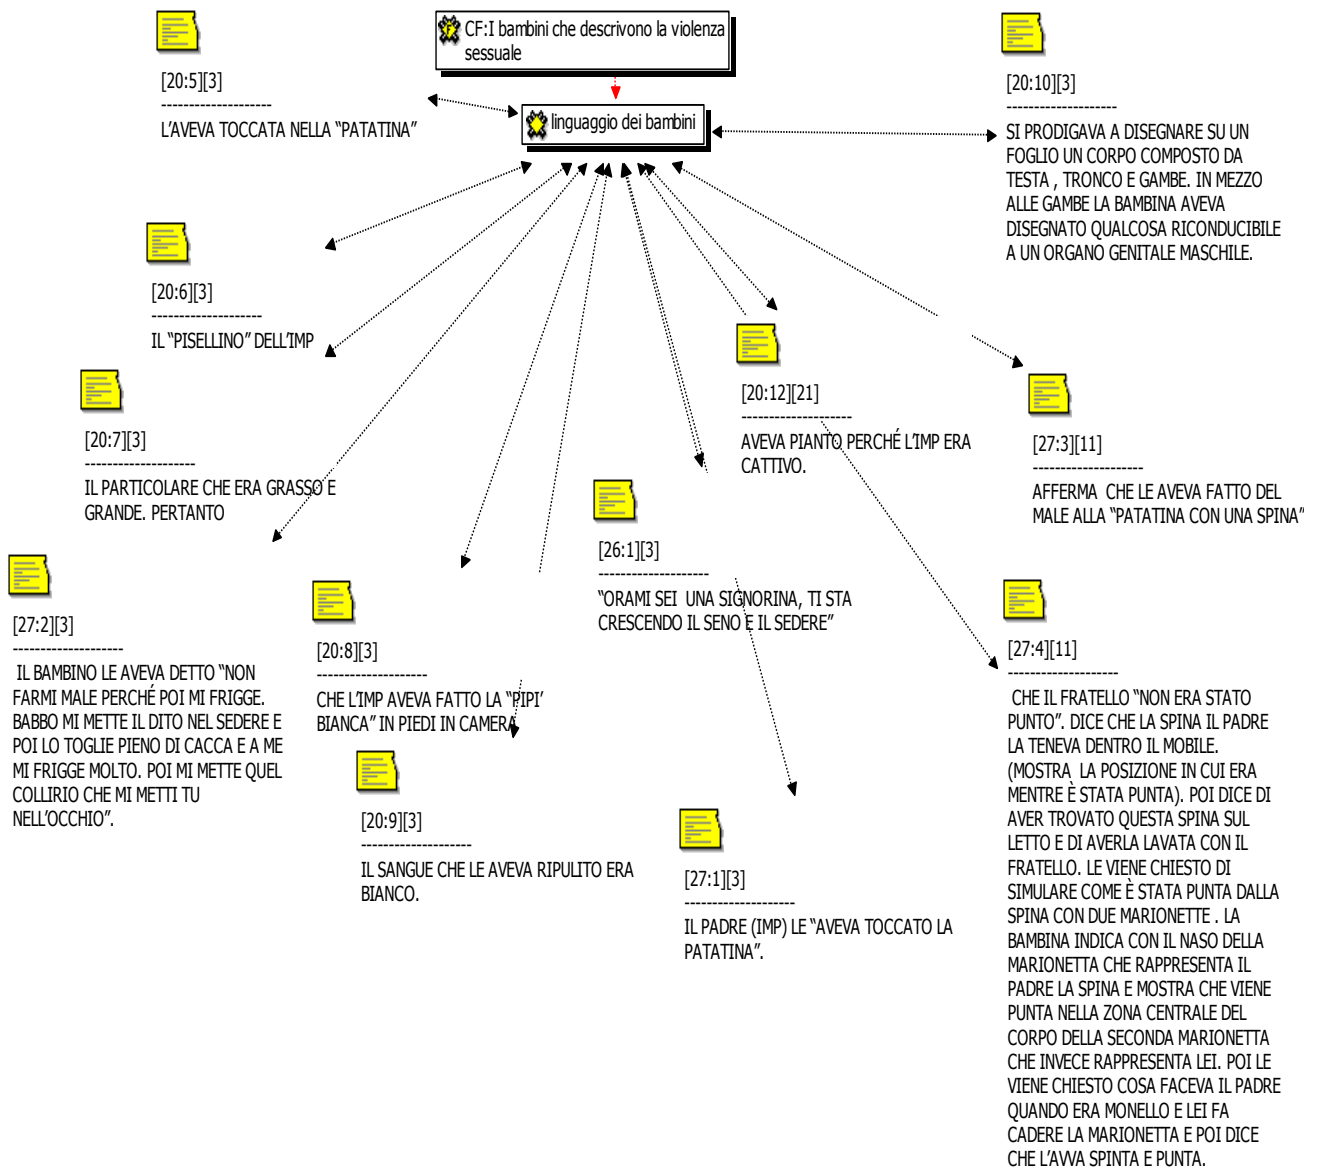 CF:I bambini che descrivono la violenza
sessuale
linguaggio dei bambini
[20:5][3]
--------------------
L'AVEVA TOCCATA NELLA "PATATINA"
[20:10][3]
--------------------
SI PRODIGAVA A DISEGNARE SU UN
FOGLIO UN CORPO COMPOSTO DA
TESTA , TRONCO E GAMBE. IN MEZZO
ALLE GAMBE LA BAMBINA AVEVA
DISEGNATO QUALCOSA RICONDUCIBILE
A UN ORGANO GENITALE MASCHILE.
[20:6][3]
--------------------
IL "PISELLINO" DELL'IMP
[20:7][3]
--------------------
IL PARTICOLARE CHE ERA GRASSO E
GRANDE. PERTANTO
[20:12][21]
--------------------
AVEVA PIANTO PERCHÉ L'IMP ERA
CATTIVO.
[27:3][11]
--------------------
AFFERMA CHE LE AVEVA FATTO DEL
MALE ALLA "PATATINA CON UNA SPINA"
[26:1][3]
--------------------
"ORAMI SEI UNA SIGNORINA, TI STA
CRESCENDO IL SENO E IL SEDERE"
[27:2][3]
--------------------
IL BAMBINO LE AVEVA DETTO "NON
FARMI MALE PERCHÉ POI MI FRIGGE.
BABBO MI METTE IL DITO NEL SEDERE E
POI LO TOGLIE PIENO DI CACCA E A ME
MI FRIGGE MOLTO. POI MI METTE QUEL
COLLIRIO CHE MI METTI TU
NELL'OCCHIO".
[20:8][3]
--------------------
CHE L'IMP AVEVA FATTO LA "PIPI'
BIANCA" IN PIEDI IN CAMERA
[20:9][3]
--------------------
IL SANGUE CHE LE AVEVA RIPULITO ERA
BIANCO.
[27:1][3]
--------------------
IL PADRE (IMP) LE "AVEVA TOCCATO LA
PATATINA".
[27:4][11]
--------------------
CHE IL FRATELLO "NON ERA STATO
PUNTO". DICE CHE LA SPINA IL PADRE
LA TENEVA DENTRO IL MOBILE.
(MOSTRA LA POSIZIONE IN CUI ERA
MENTRE È STATA PUNTA). POI DICE DI
AVER TROVATO QUESTA SPINA SUL
LETTO E DI AVERLA LAVATA CON IL
FRATELLO. LE VIENE CHIESTO DI
SIMULARE COME È STATA PUNTA DALLA
SPINA CON DUE MARIONETTE . LA
BAMBINA INDICA CON IL NASO DELLA
MARIONETTA CHE RAPPRESENTA IL
PADRE LA SPINA E MOSTRA CHE VIENE
PUNTA NELLA ZONA CENTRALE DEL
CORPO DELLA SECONDA MARIONETTA
CHE INVECE RAPPRESENTA LEI. POI LE
VIENE CHIESTO COSA FACEVA IL PADRE
QUANDO ERA MONELLO E LEI FA
CADERE LA MARIONETTA E POI DICE
CHE L'AVVA SPINTA E PUNTA.